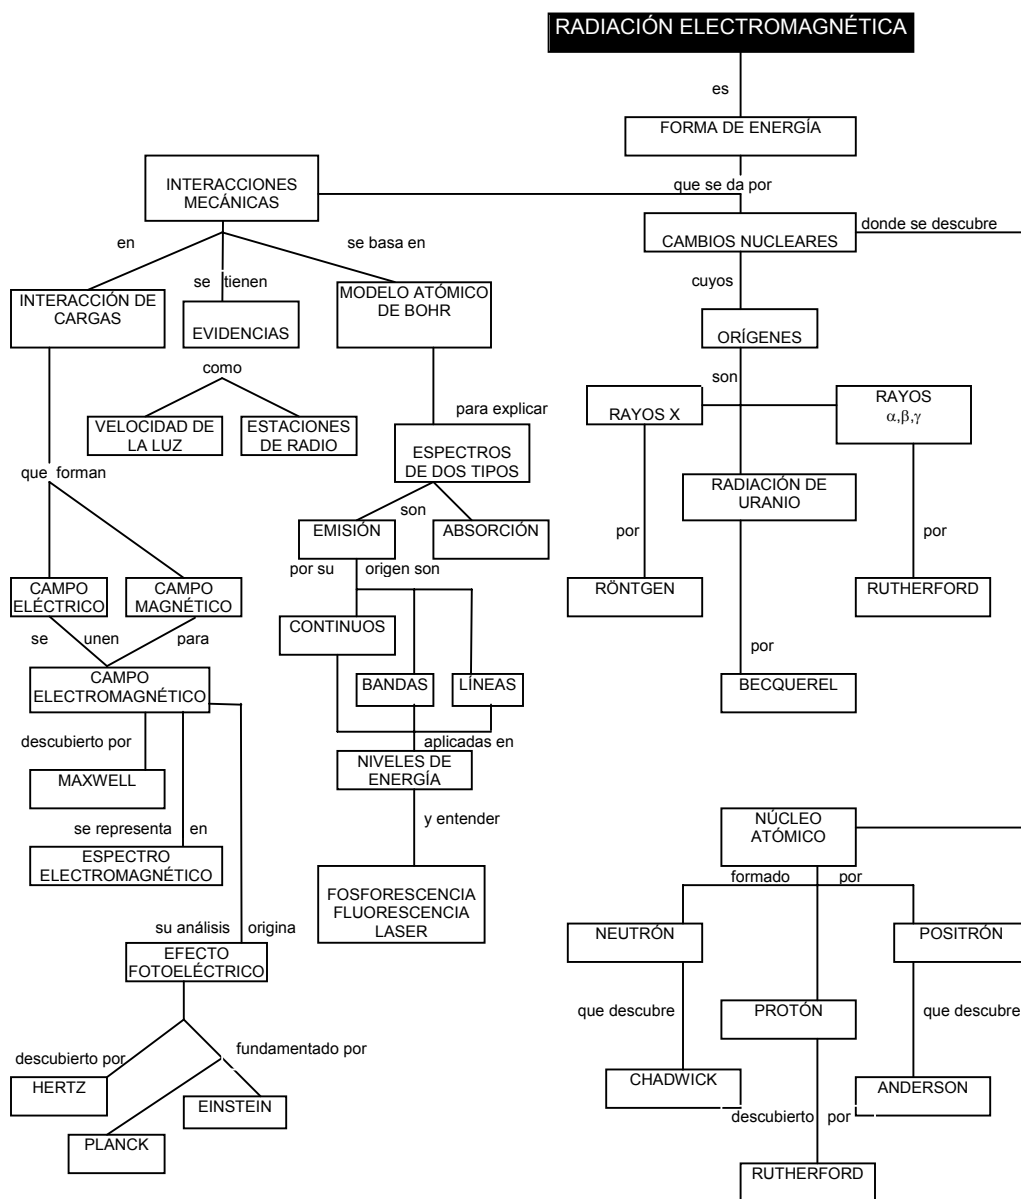 RADIACIÓN ELECTROMAGNÉTICA
es
FORMA DE ENERGÍA
que se da por
INTERACCIONES
MECÁNICAS
CAMBIOS NUCLEARES
donde se descubre
en
se tienen
se basa en
cuyos
INTERACCIÓN DE
CARGAS
EVIDENCIAS
MODELO ATÓMICO
DE BOHR
ORÍGENES
como
son
VELOCIDAD DE
LA LUZ
ESTACIONES
DE RADIO
para explicar
RAYOS X
RAYOS
α,β,γ
ESPECTROS
DE DOS TIPOS
que forman
RADIACIÓN DE
URANIO
son
EMISIÓN
ABSORCIÓN
por
por
por su origen son
CAMPO
ELÉCTRICO
CAMPO
MAGNÉTICO
RÖNTGEN
RUTHERFORD
CONTINUOS
se unen para
por
BANDAS
LÍNEAS
BECQUEREL
CAMPO
ELECTROMAGNÉTICO
descubierto por
aplicadas en
MAXWELL
NIVELES DE
ENERGÍA
se representa en
y entender
NÚCLEO
ATÓMICO
ESPECTRO
ELECTROMAGNÉTICO
formado por
FOSFORESCENCIA
FLUORESCENCIA
LASER
su análisis origina
NEUTRÓN
POSITRÓN
EFECTO
FOTOELÉCTRICO
que descubre
PROTÓN
que descubre
descubierto por
fundamentado por
HERTZ
EINSTEIN
CHADWICK
ANDERSON
descubierto por
PLANCK
RUTHERFORD